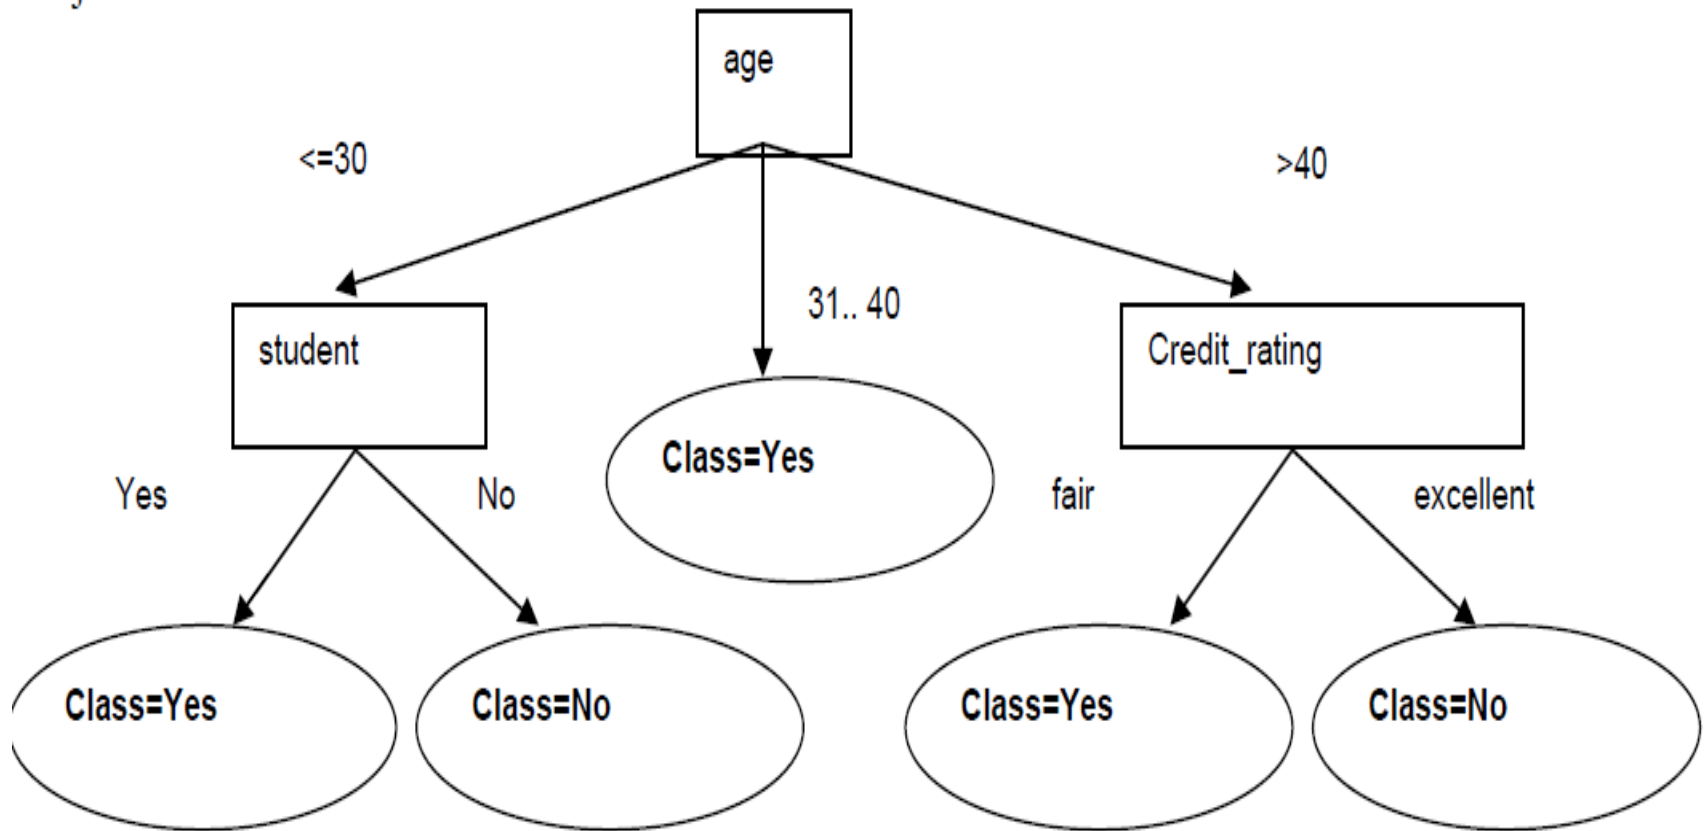 age
<=30
>40
31.. 40
student
Credit_rating
Class=Yes
Yes
No
fair
excellent
Class=Yes
Class=No
Class=Yes
Class=No